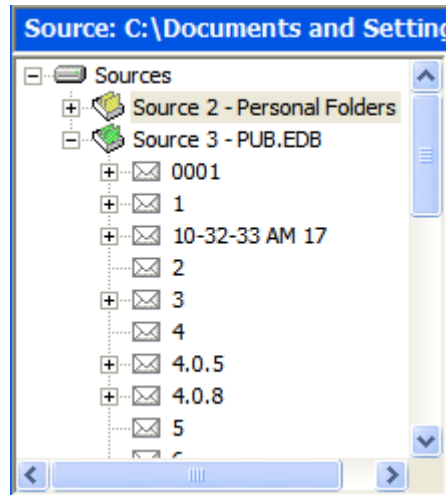 Source: C:\Documents and Setting
Sources
Source 2 - Personal Folders
Source 3 - PUB.EDB
0001
1
10-32-33 AM 17
2
3
4
4.0.5
4.0.8
5